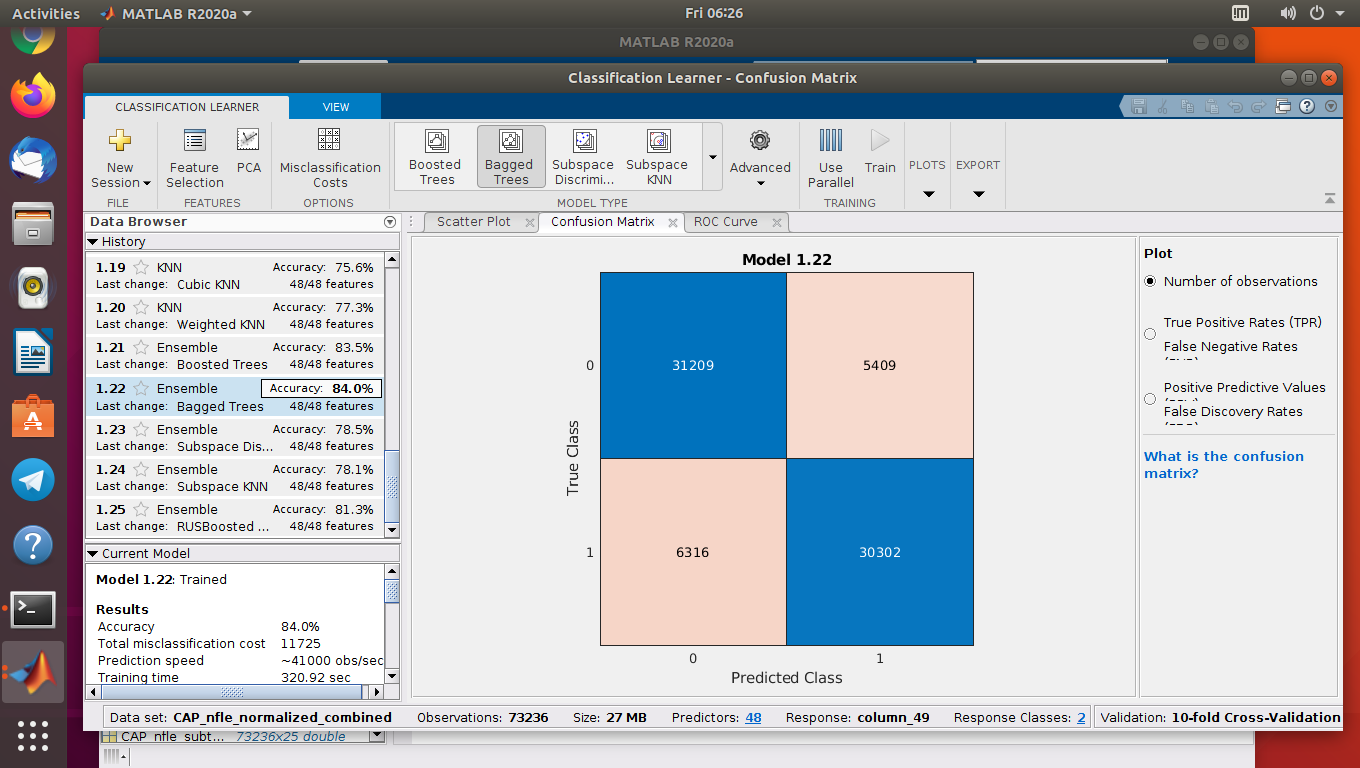 Activities MATLAB R2020a Fri 06:26
MATLAB R2020a
Classification Learner - Confusion Matrix
CLASSIFICATION LEARNER VIEW
New Session
Feature Selection
PCA
Misclassification Costs
Boosted Trees
Bagged Trees
Subspace Discrimi...
Subspace KNN
Advanced
Use Parallel
Train
PLOTS
EXPORT
FILE FEATURES OPTIONS MODEL TYPE TRAINING
Data Browser
Scatter Plot Confusion Matrix ROC Curve
History
1.19 KNN Accuracy: 75.6%
Last change: Cubic KNN 48/48 features
1.20 KNN Accuracy: 77.3%
Last change: Weighted KNN 48/48 features
1.21 Ensemble Accuracy: 83.5%
Last change: Boosted Trees 48/48 features
1.22 Ensemble Accuracy: 84.0%
Last change: Bagged Trees 48/48 features
1.23 Ensemble Accuracy: 78.5%
Last change: Subspace Dis... 48/48 features
1.24 Ensemble Accuracy: 78.1%
Last change: Subspace KNN 48/48 features
1.25 Ensemble Accuracy: 81.3%
Last change: RUSBoosted ... 48/48 features
Current Model
Model 1.22: Trained
Results
Accuracy 84.0%
Total misclassification cost 11725
Prediction speed ~41000 obs/sec
Training time 320.92 sec
Model 1.22
True Class
0 31209 5409
1 6316 30302
0 1
Predicted Class
Plot
Number of observations
True Positive Rates (TPR)
False Negative Rates
Positive Predictive Values
False Discovery Rates
What is the confusion
matrix?
Data set: CAP_nfle_normalized_combined Observations: 73236 Size: 27 MB Predictors: 48 Response: column_49 Response Classes: 2 Validation: 10-fold Cross-Validation
CAP_nfle_subt... 73236x25 double